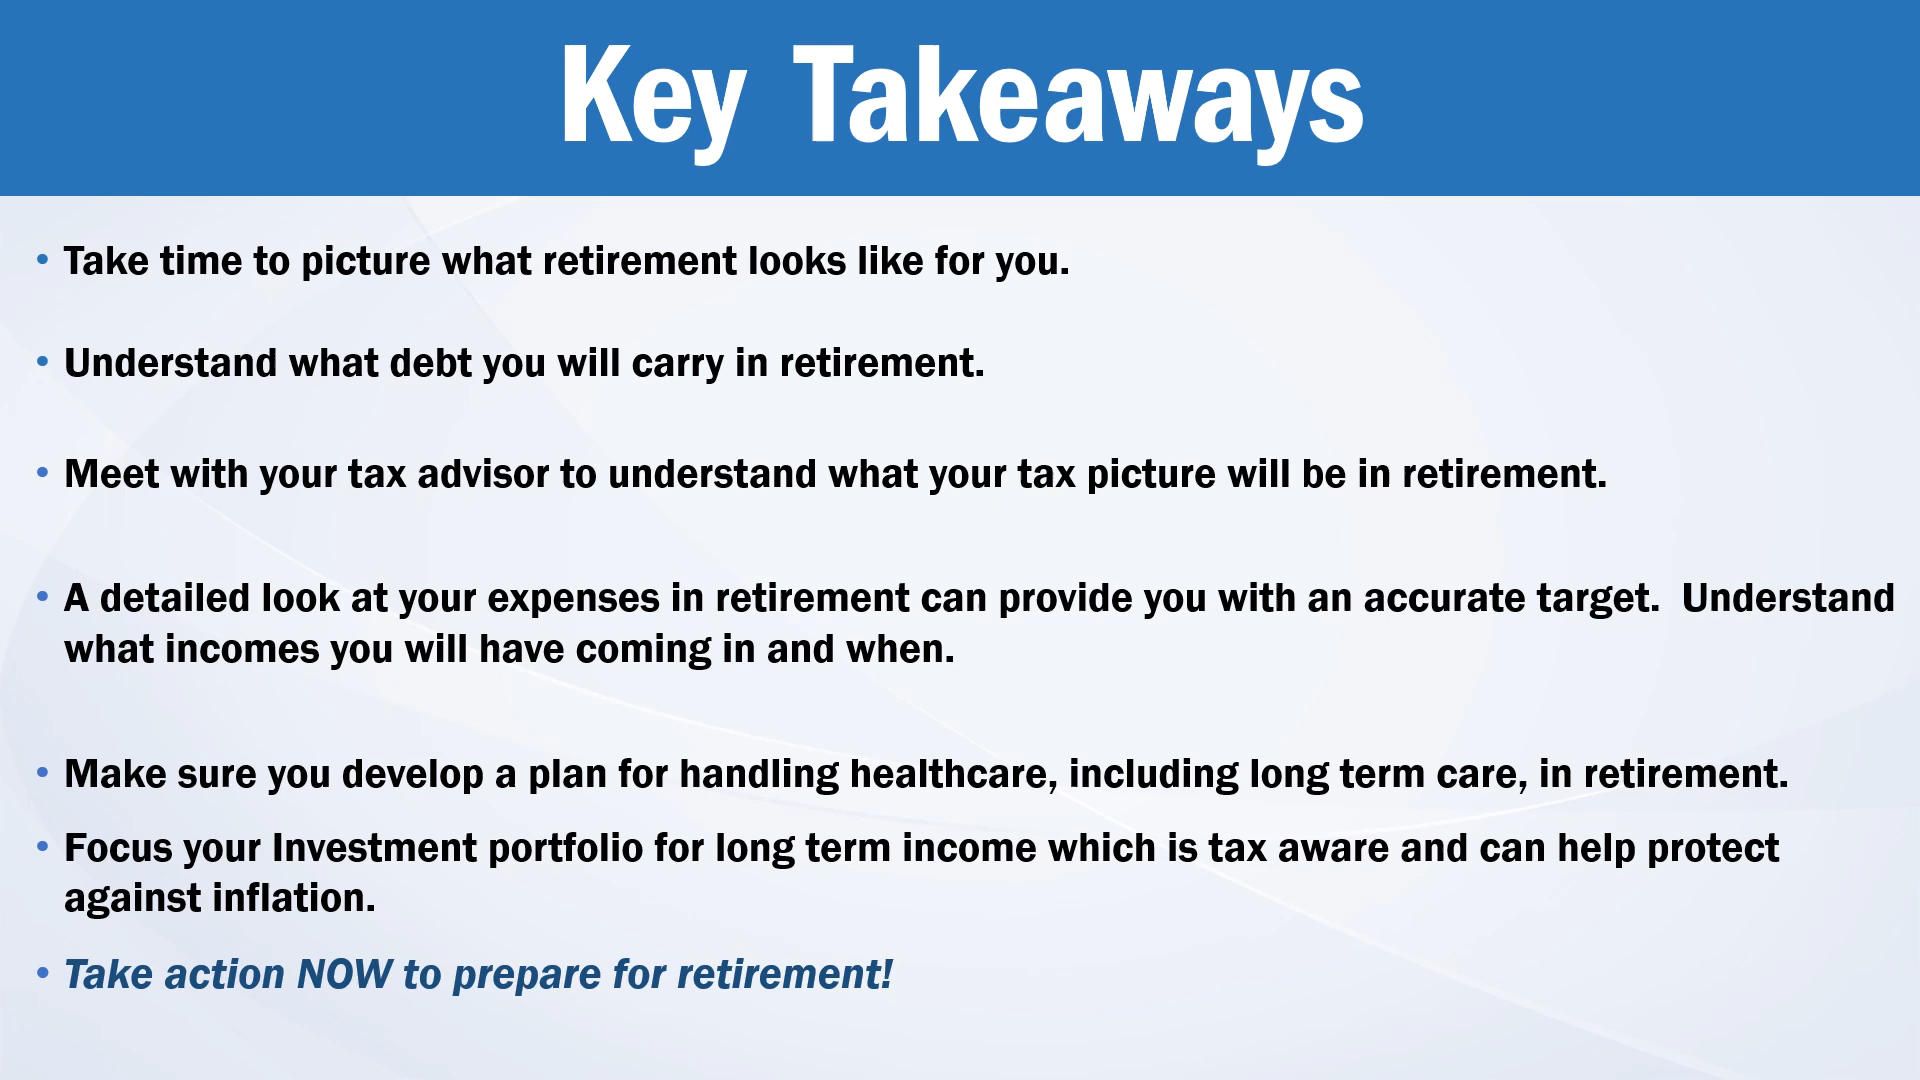 Key Takeaways
• Take time to picture what retirement looks like for you.
• Understand what debt you will carry in retirement.
• Meet with your tax advisor to understand what your tax picture will be in retirement.
• A detailed look at your expenses in retirement can provide you with an accurate target.  Understand
what incomes you will have coming in and when.
• Make sure you develop a plan for handling healthcare, including long term care, in retirement.
• Focus your Investment portfolio for long term income which is tax aware and can help protect
against inflation.
• Take action NOW to prepare for retirement!